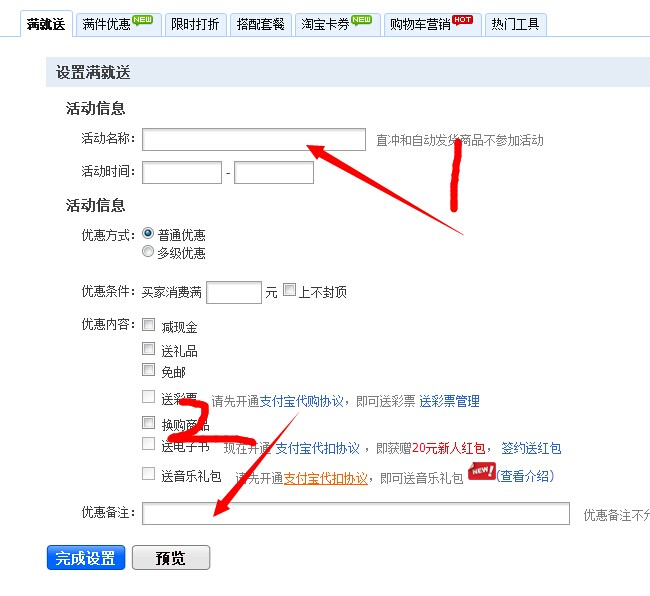 满就送 满件优惠 NEW 限时打折 搭配套餐 淘宝卡券 NEW 购物车营销 HOT 热门工具
设置满就送
活动信息
活动名称： 直冲和自动发货商品不参加活动
1
活动时间： -
活动信息
优惠方式： 普通优惠
多级优惠
优惠条件： 买家消费满 元 上不封顶
优惠内容： 减现金
送礼品
免邮
送彩票 请先开通支付宝代购协议，即可送彩票 送彩票管理
2
换购商品
送电子书 现在开通 支付宝代扣协议 ，即获赠20元新人红包， 签约送红包
送音乐礼包 请先开通支付宝代扣协议，即可送音乐礼包 NEW! (查看介绍)
优惠备注： 优惠备注不
完成设置 预览